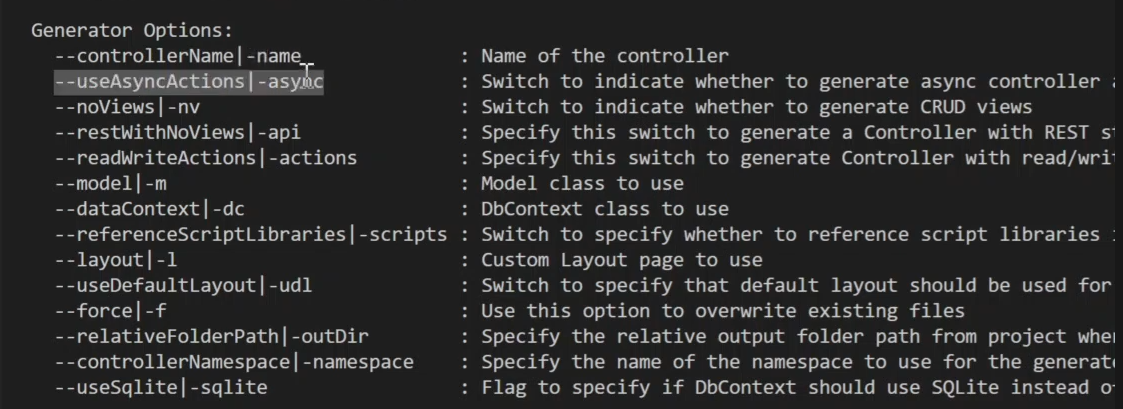 Generator Options:
--controllerName|-name : Name of the controller
--useAsyncActions|-async : Switch to indicate whether to generate async controller
--noViews|-nv : Switch to indicate whether to generate CRUD views
--restWithNoViews|-api : Specify this switch to generate a Controller with REST
--readWriteActions|-actions : Specify this switch to generate Controller with
--model|-m : Model class to use
--dataContext|-dc : DbContext class to use
--referenceScriptLibraries|-scripts : Switch to specify whether to reference script libraries
--layout|-l : Custom Layout page to use
--useDefaultLayout|-udl : Switch to specify that default layout should be used for
--force|-f : Use this option to overwrite existing files
--relativeFolderPath|-outDir : Specify the relative output folder path from project
--controllerNamespace|-namespace : Specify the name of the namespace to use for the
--useSqlite|-sqlite : Flag to specify if DbContext should use SQLite instead